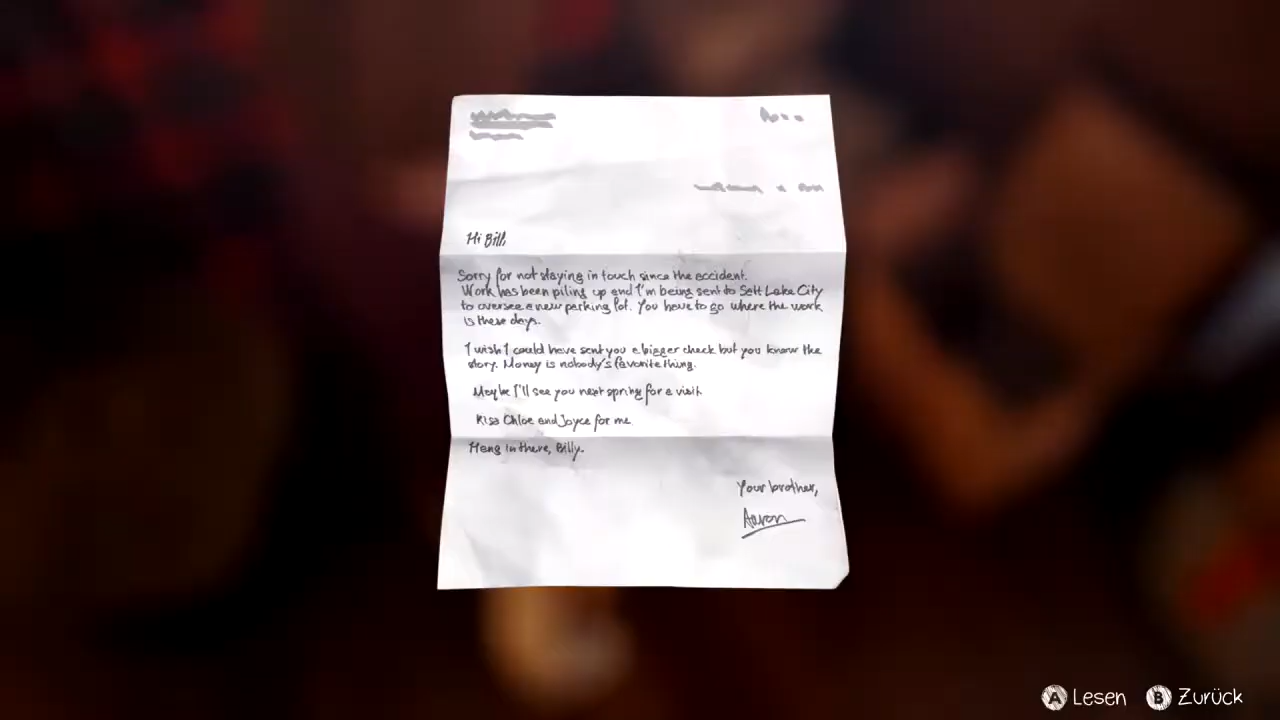 Hi Bill,
Sorry for not staying in touch since the accident.
Work has been piling up and I'm being sent to Salt Lake City
to oversee a new parking lot. You have to go where the work
is these days.
I wish I could have sent you a bigger check but you know the
story. Money is nobody's favorite thing.
Maybe I'll see you next spring for a visit.
Kiss Chloe and Joyce for me.
Hang in there, Billy.
Your brother,
Aaron
A Lesen B Zurück